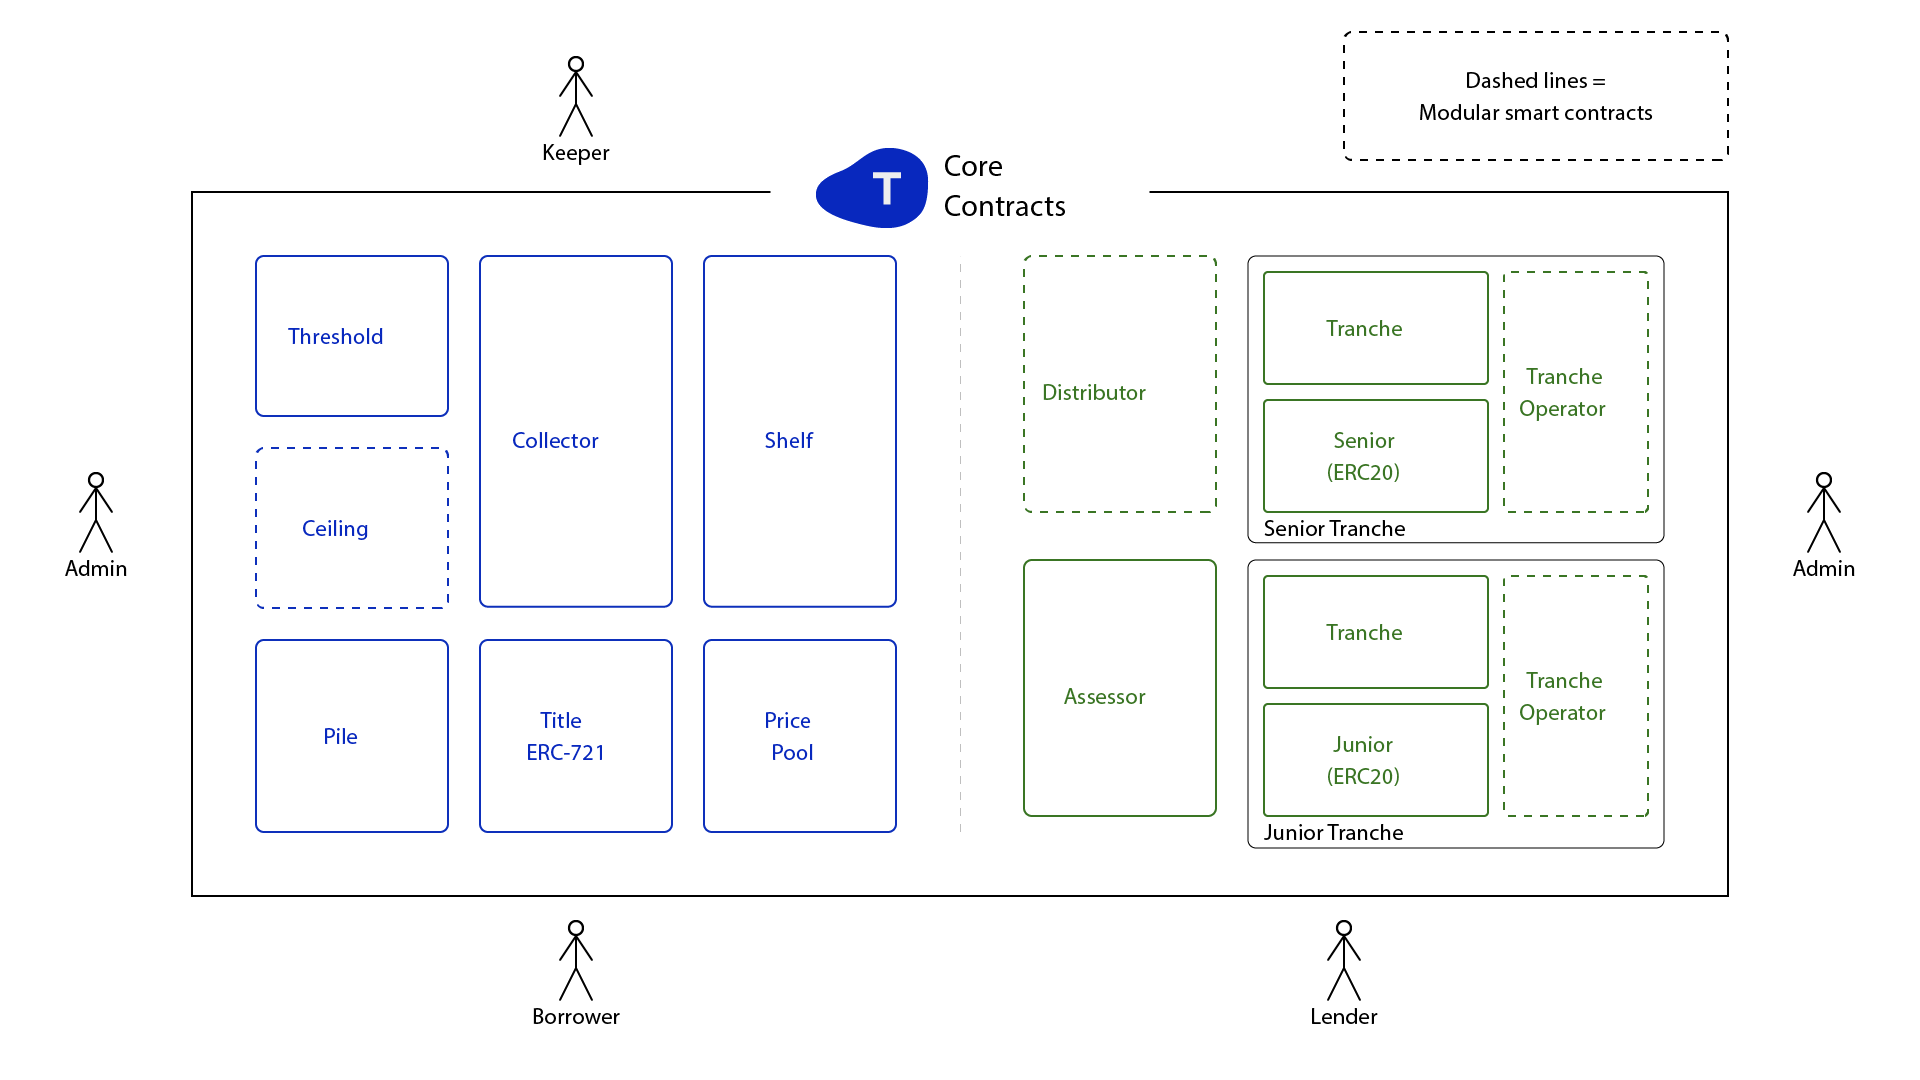 Dashed lines =
Modular smart contracts
Keeper
T
Core
Contracts
Threshold
Collector
Shelf
Ceiling
Pile
Title
ERC-721
Price
Pool
Distributor
Assessor
Tranche
Senior
(ERC20)
Tranche
Operator
Senior Tranche
Tranche
Junior
(ERC20)
Tranche
Operator
Junior Tranche
Admin
Admin
Borrower
Lender